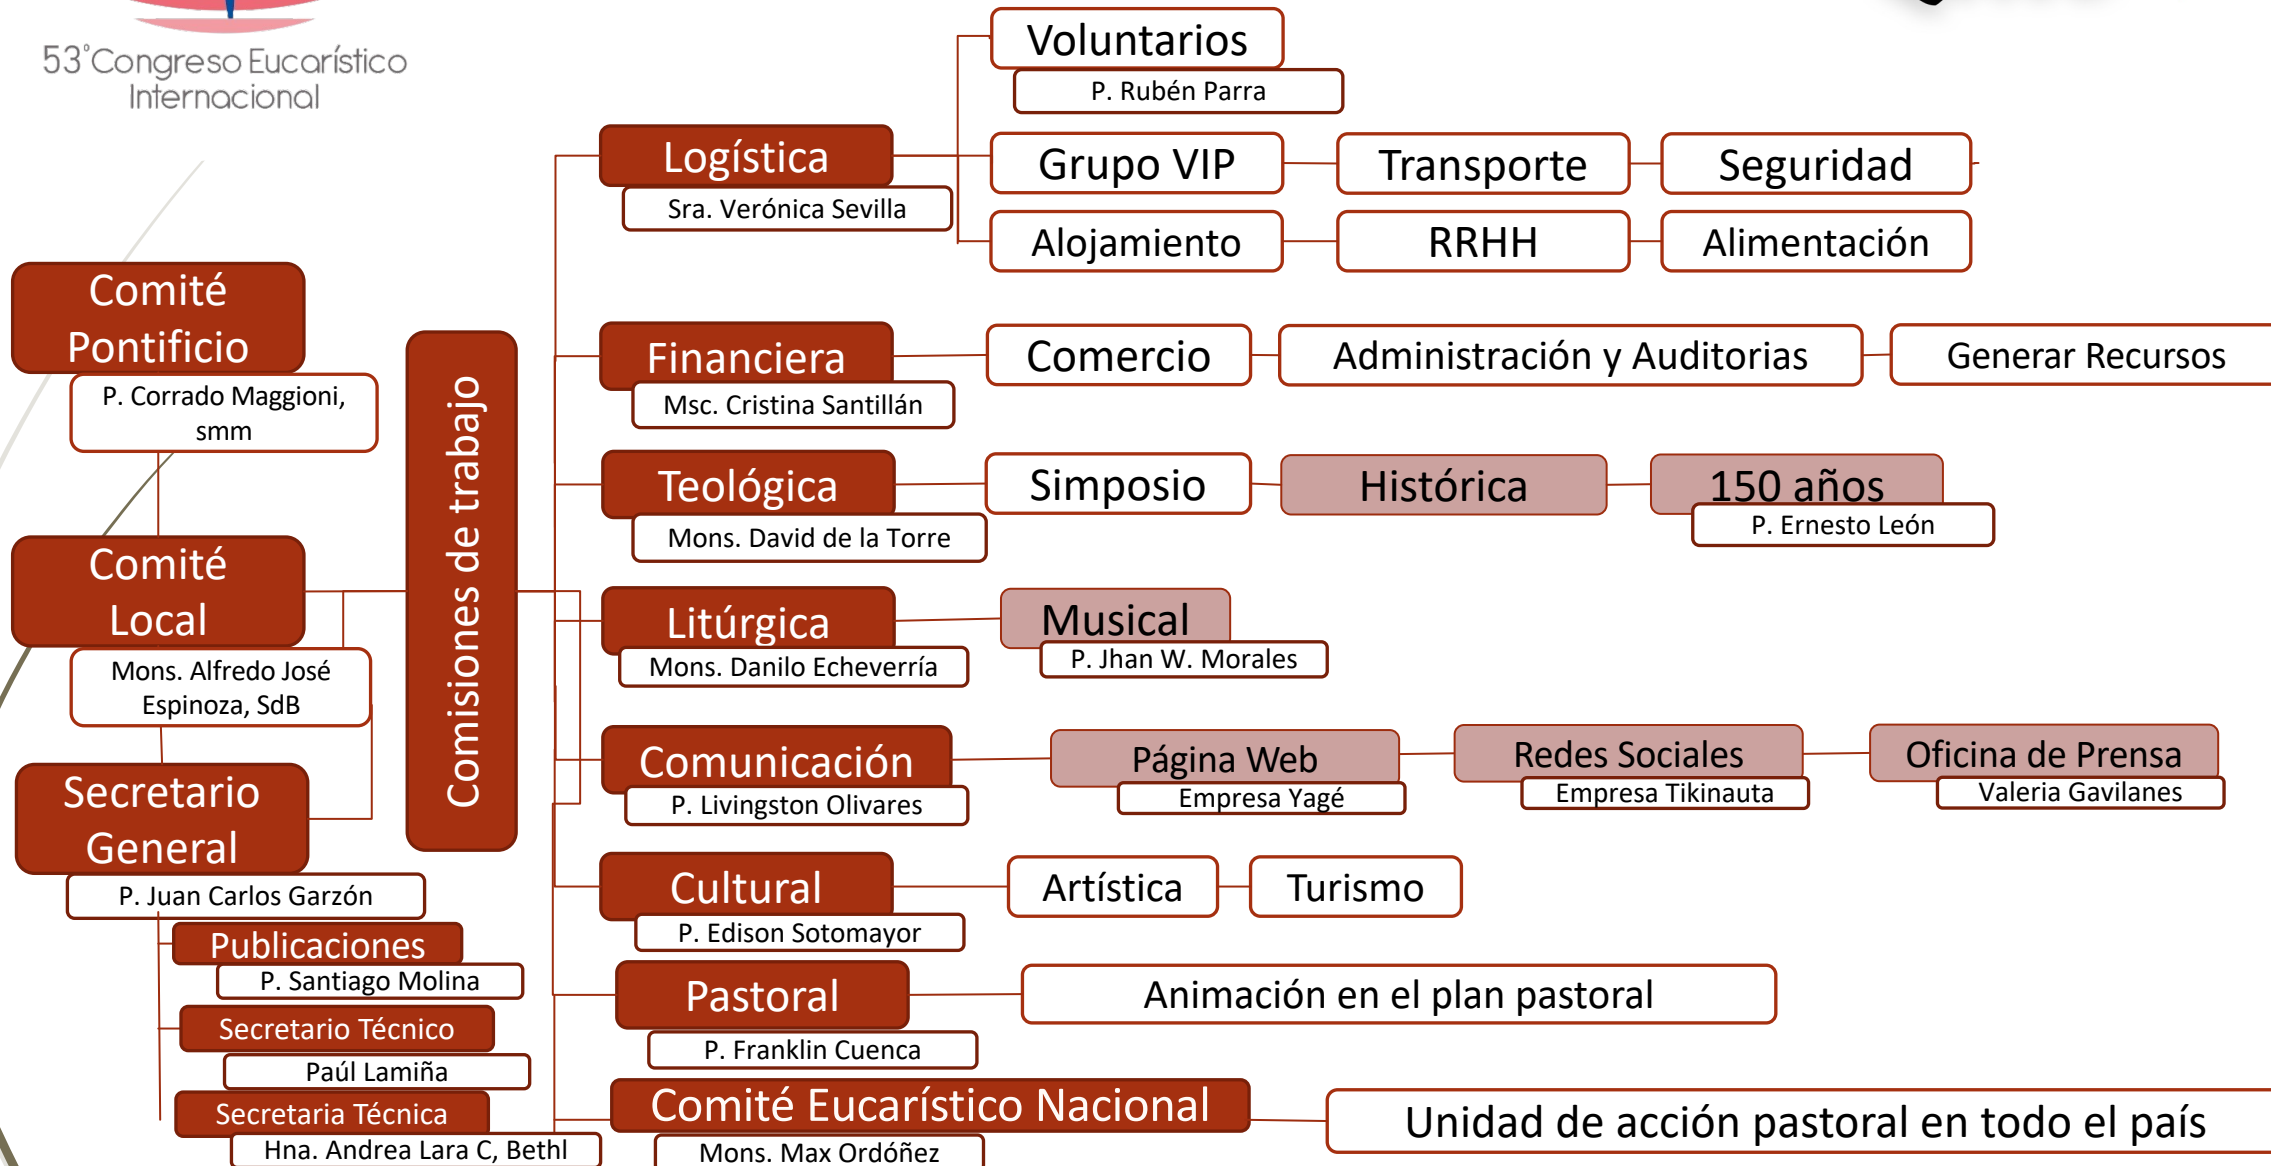 53°Congreso Eucarístico
Internacional
Comité
Pontificio
P. Corrado Maggioni,
smm
Comité
Local
Mons. Alfredo José
Espinoza, SdB
Secretario
General
P. Juan Carlos Garzón
Publicaciones
P. Santiago Molina
Secretario Técnico
Paúl Lamiña
Secretaria Técnica
Hna. Andrea Lara C, Bethl
Comisiones de trabajo
Logística
Sra. Verónica Sevilla
Voluntarios
P. Rubén Parra
Grupo VIP
Transporte
Seguridad
Alojamiento
RRHH
Alimentación
Financiera
Msc. Cristina Santillán
Comercio
Administración y Auditorias
Generar Recursos
Teológica
Mons. David de la Torre
Simposio
Histórica
150 años
P. Ernesto León
Litúrgica
Mons. Danilo Echeverría
Musical
P. Jhan W. Morales
Comunicación
P. Livingston Olivares
Página Web
Empresa Yagé
Redes Sociales
Empresa Tikinauta
Oficina de Prensa
Valeria Gavilanes
Cultural
P. Edison Sotomayor
Artística
Turismo
Pastoral
P. Franklin Cuenca
Animación en el plan pastoral
Comité Eucarístico Nacional
Mons. Max Ordóñez
Unidad de acción pastoral en todo el país